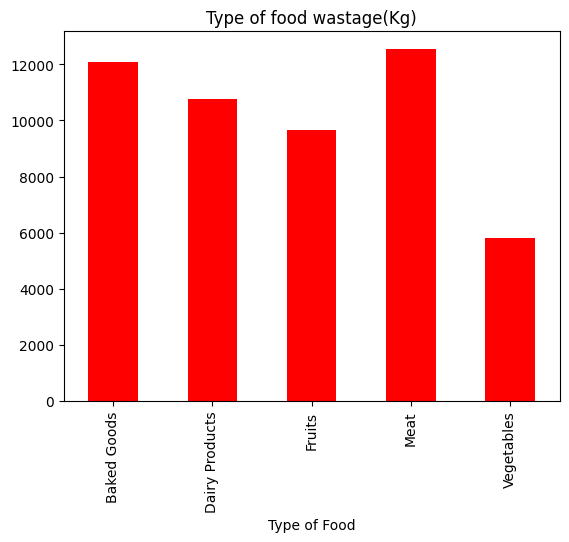 Type of food wastage(Kg)
12000
10000
8000
6000
4000
2000
0
Baked Goods
Dairy Products
Fruits
Meat
Vegetables
Type of Food